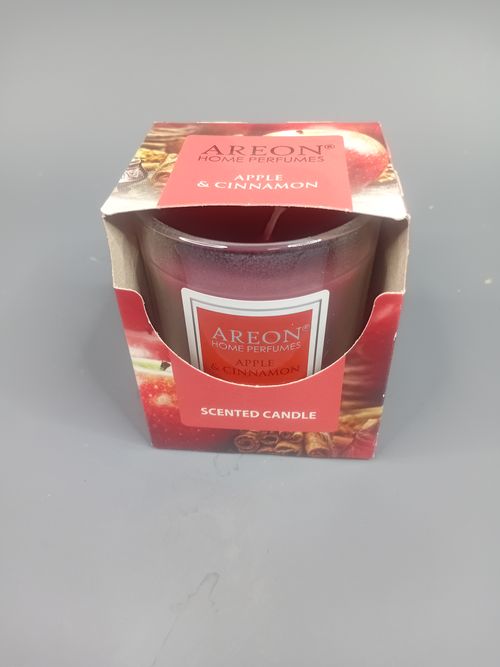 AREON®
HOME PERFUMES
APPLE
& CINNAMON
AREON®
HOME PERFUMES
APPLE
& CINNAMON
SCENTED CANDLE